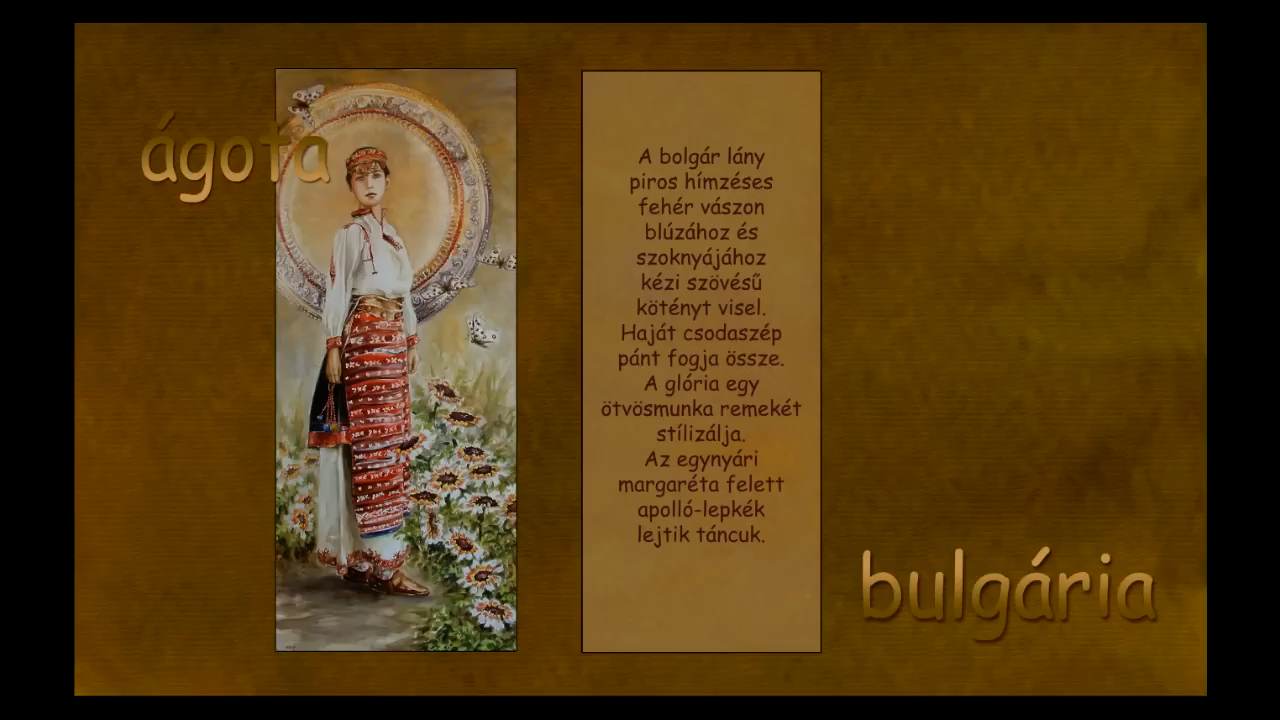 ágota
A bolgár lány
piros hímzéses
fehér vászon
blúzához és
szoknyájához
kézi szövésű
kötényt visel.
Haját csodaszép
pánt fogja össze.
A glória egy
ötvösmunka remekét
stílizálja.
Az egynyári
margaréta felett
apolló-lepkék
lejtik táncuk.
bulgária